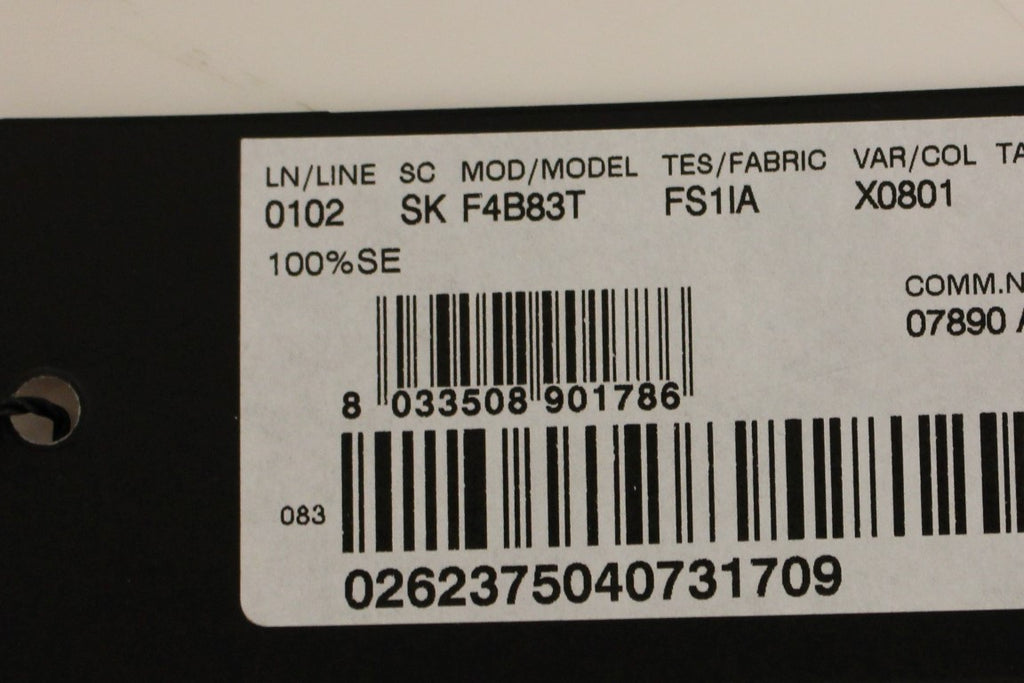 LN/LINE SC MOD/MODEL TES/FABRIC VAR/COL TA
0102 SK F4B83T FS1IA X0801
100%SE
COMM.N
07890 A
8 033508 901786
083
0262375040731709